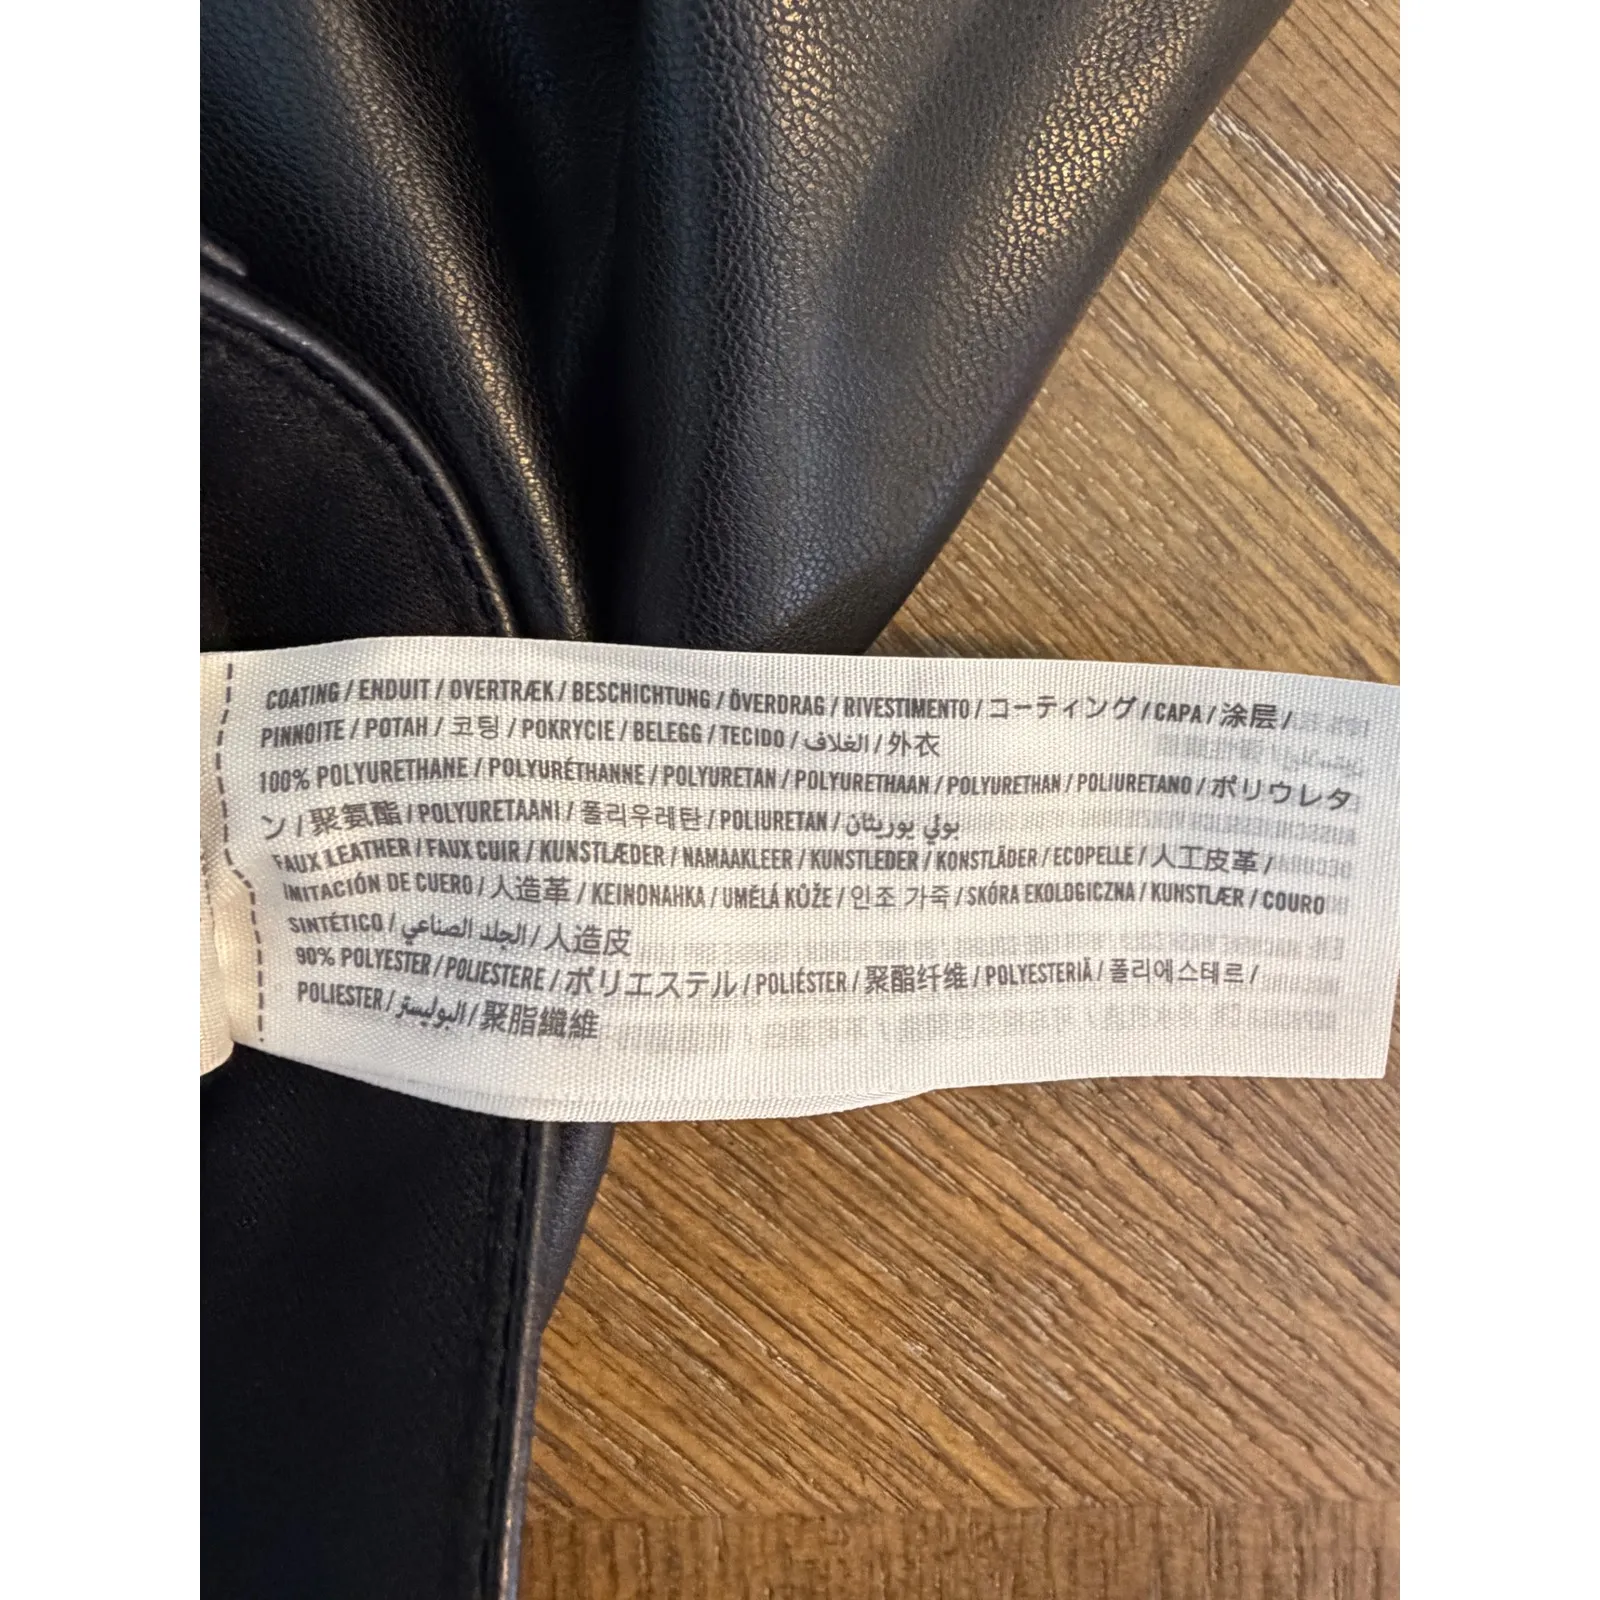 COATING / ENDUIT / OVERTRÆK / BESCHICHTUNG / ÖVERDRAG / RIVESTIMENTO / コーティング / CAPA / 涂层 /
PINNOITE / POTAH / 코팅 / POKRYCIE / BELEGG / TECIDO / الغلاف / 外衣
100% POLYURETHANE / POLYURÉTHANNE / POLYURETAN / POLYURETHAAN / POLYURETHAN / POLIURETANO / ポリウレタ
ン / 聚氨酯 / POLYURETAANI / 폴리우레탄 / POLIURETAN / بولي يوريثان
FAUX LEATHER / FAUX CUIR / KUNSTLÆDER / NAMAAKLEER / KUNSTLEDER / KONSTLÄDER / ECOPELLE / 人工皮革 /
IMITACIÓN DE CUERO / 人造革 / KEINONAHKA / UMĚLÁ KŮŽE / 인조 가죽 / SKÓRA EKOLOGICZNA / KUNSTLÆR / COURO
SINTÉTICO / الجلد الصناعي / 人造皮
90% POLYESTER / POLIESTERE / ポリエステル / POLIÉSTER / 聚酯纤维 / POLYESTERIÄ / 폴리에스테르 /
POLIESTER / البوليستر / 聚脂纖維